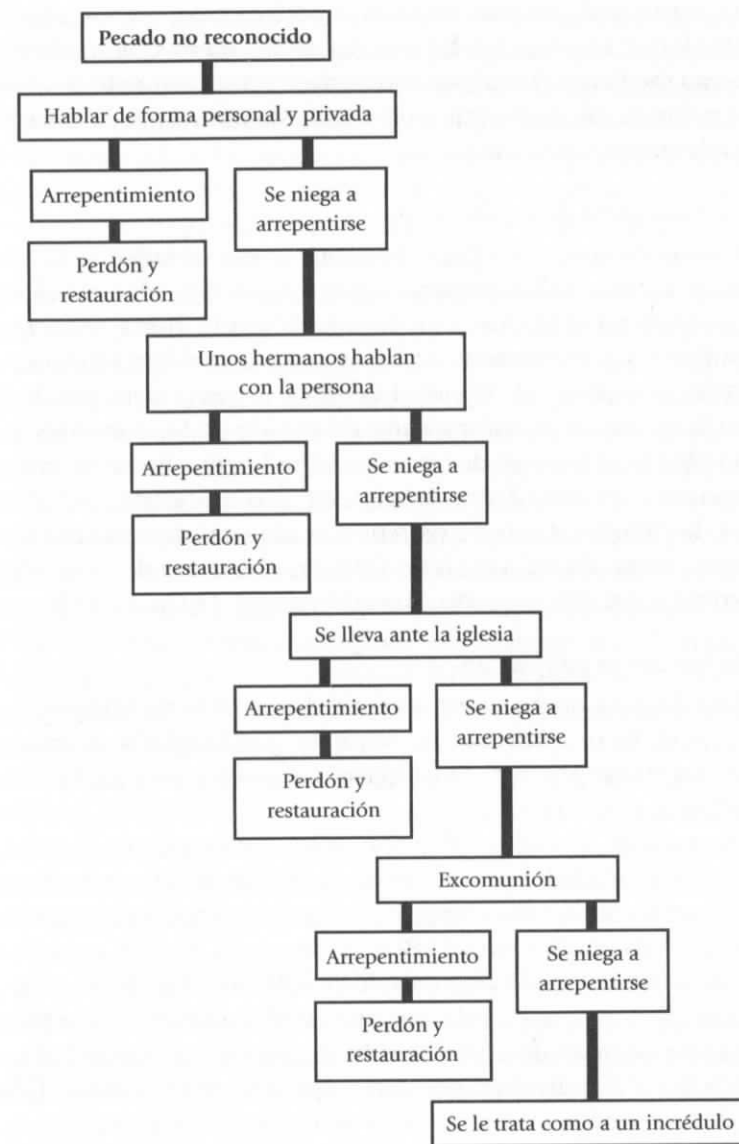 Pecado no reconocido
Hablar de forma personal y privada
Arrepentimiento
Se niega a
arrepentirse
Perdón y
restauración
Unos hermanos hablan
con la persona
Arrepentimiento
Se niega a
arrepentirse
Perdón y
restauración
Se lleva ante la iglesia
Arrepentimiento
Se niega a
arrepentirse
Perdón y
restauración
Excomunión
Arrepentimiento
Se niega a
arrepentirse
Perdón y
restauración
Se le trata como a un incrédulo